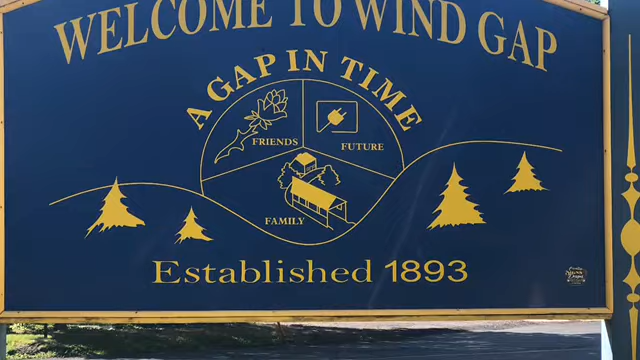 WELCOME TO WIND GAP
A GAP IN TIME
FRIENDS
FUTURE
FAMILY
Established 1893